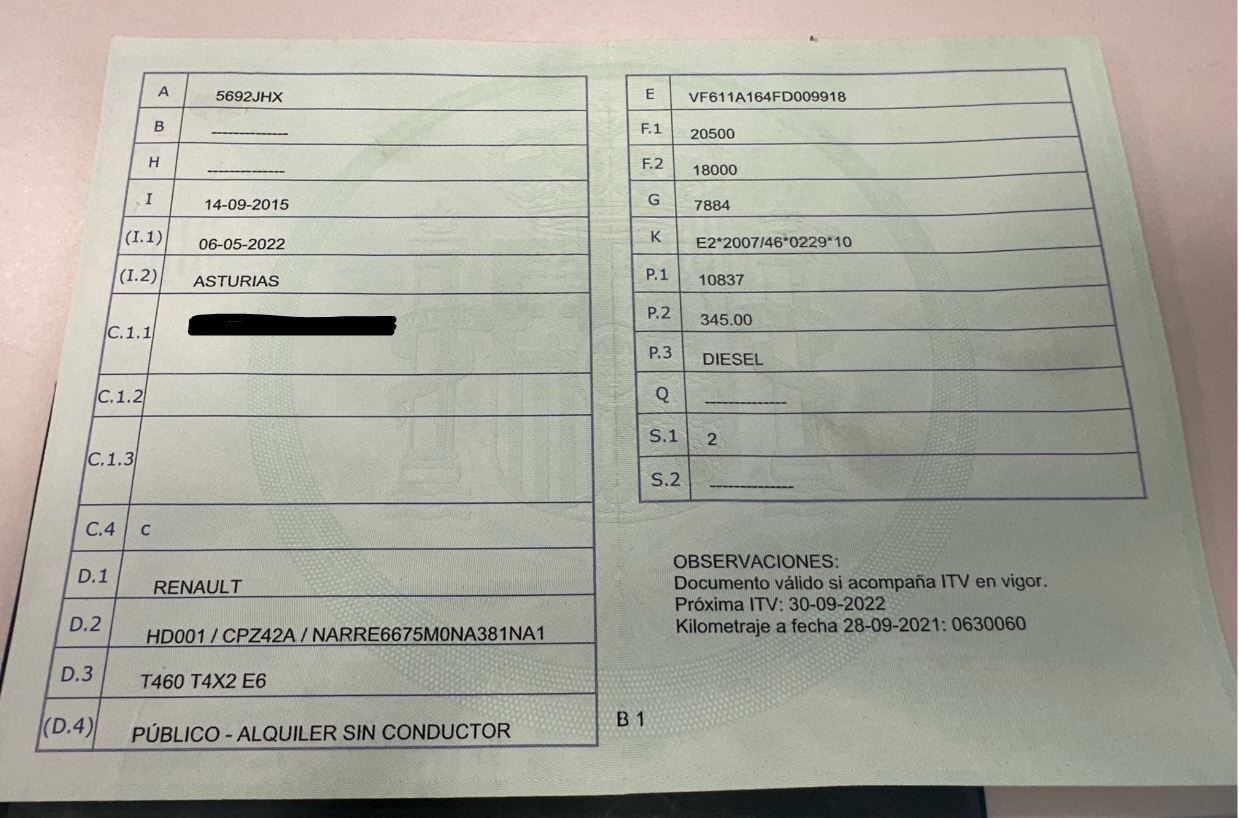 A 5692JHX
B --------------
H --------------
I 14-09-2015
(I.1) 06-05-2022
(I.2) ASTURIAS
C.1.1
C.1.2
C.1.3
C.4 c
D.1 RENAULT
D.2 HD001 / CPZ42A / NARRE6675M0NA381NA1
D.3 T460 T4X2 E6
(D.4) PÚBLICO - ALQUILER SIN CONDUCTOR
E VF611A164FD009918
F.1 20500
F.2 18000
G 7884
K E2*2007/46*0229*10
P.1 10837
P.2 345.00
P.3 DIESEL
Q --------------
S.1 2
S.2 --------------
OBSERVACIONES:
Documento válido si acompaña ITV en vigor.
Próxima ITV: 30-09-2022
Kilometraje a fecha 28-09-2021: 0630060
B 1